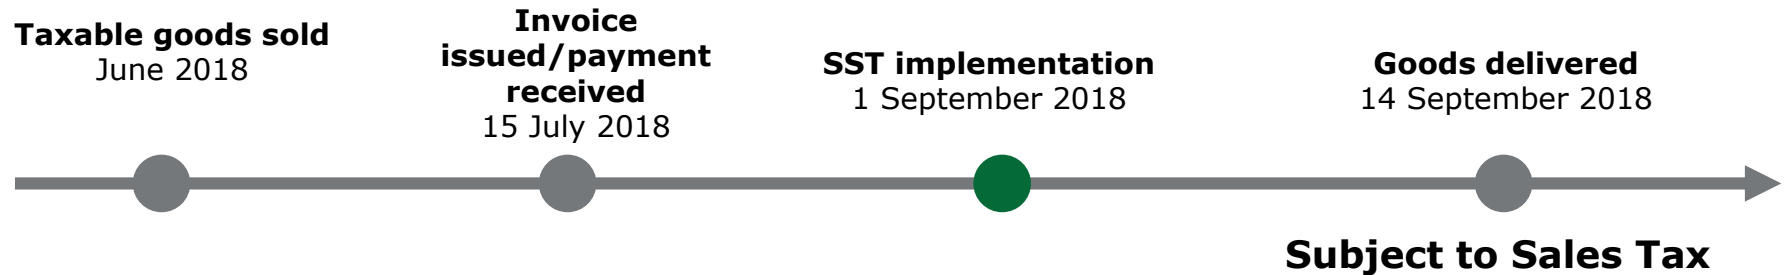 Taxable goods sold
June 2018
Invoice
issued/payment
received
15 July 2018
SST implementation
1 September 2018
Goods delivered
14 September 2018
Subject to Sales Tax